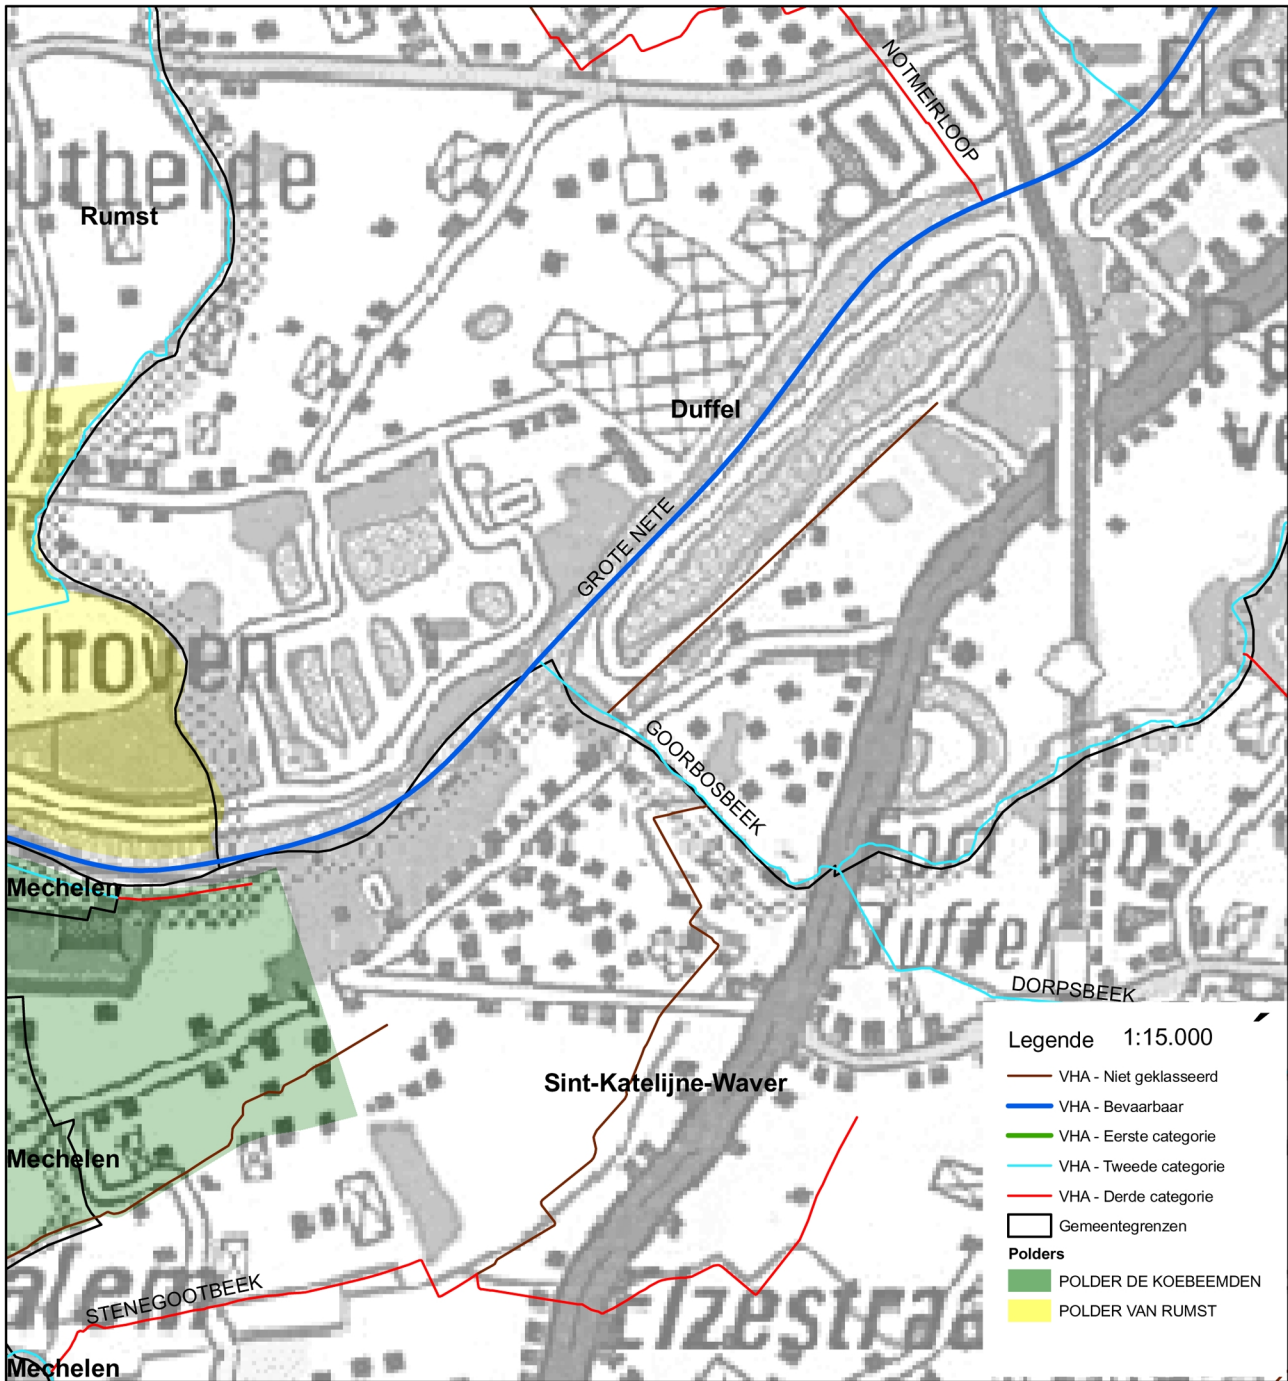 NOTMEIRLOOP
Rumst
Duffel
GROTE NETE
GOORBOSBEEK
Mechelen
DORPSBEEK
Sint-Katelijne-Waver
Mechelen
STENEGOOTBEEK
Mechelen
Legende 1:15.000
VHA - Niet geklasseerd
VHA - Bevaarbaar
VHA - Eerste categorie
VHA - Tweede categorie
VHA - Derde categorie
Gemeentegrenzen
Polders
POLDER DE KOEBEEMDEN
POLDER VAN RUMST